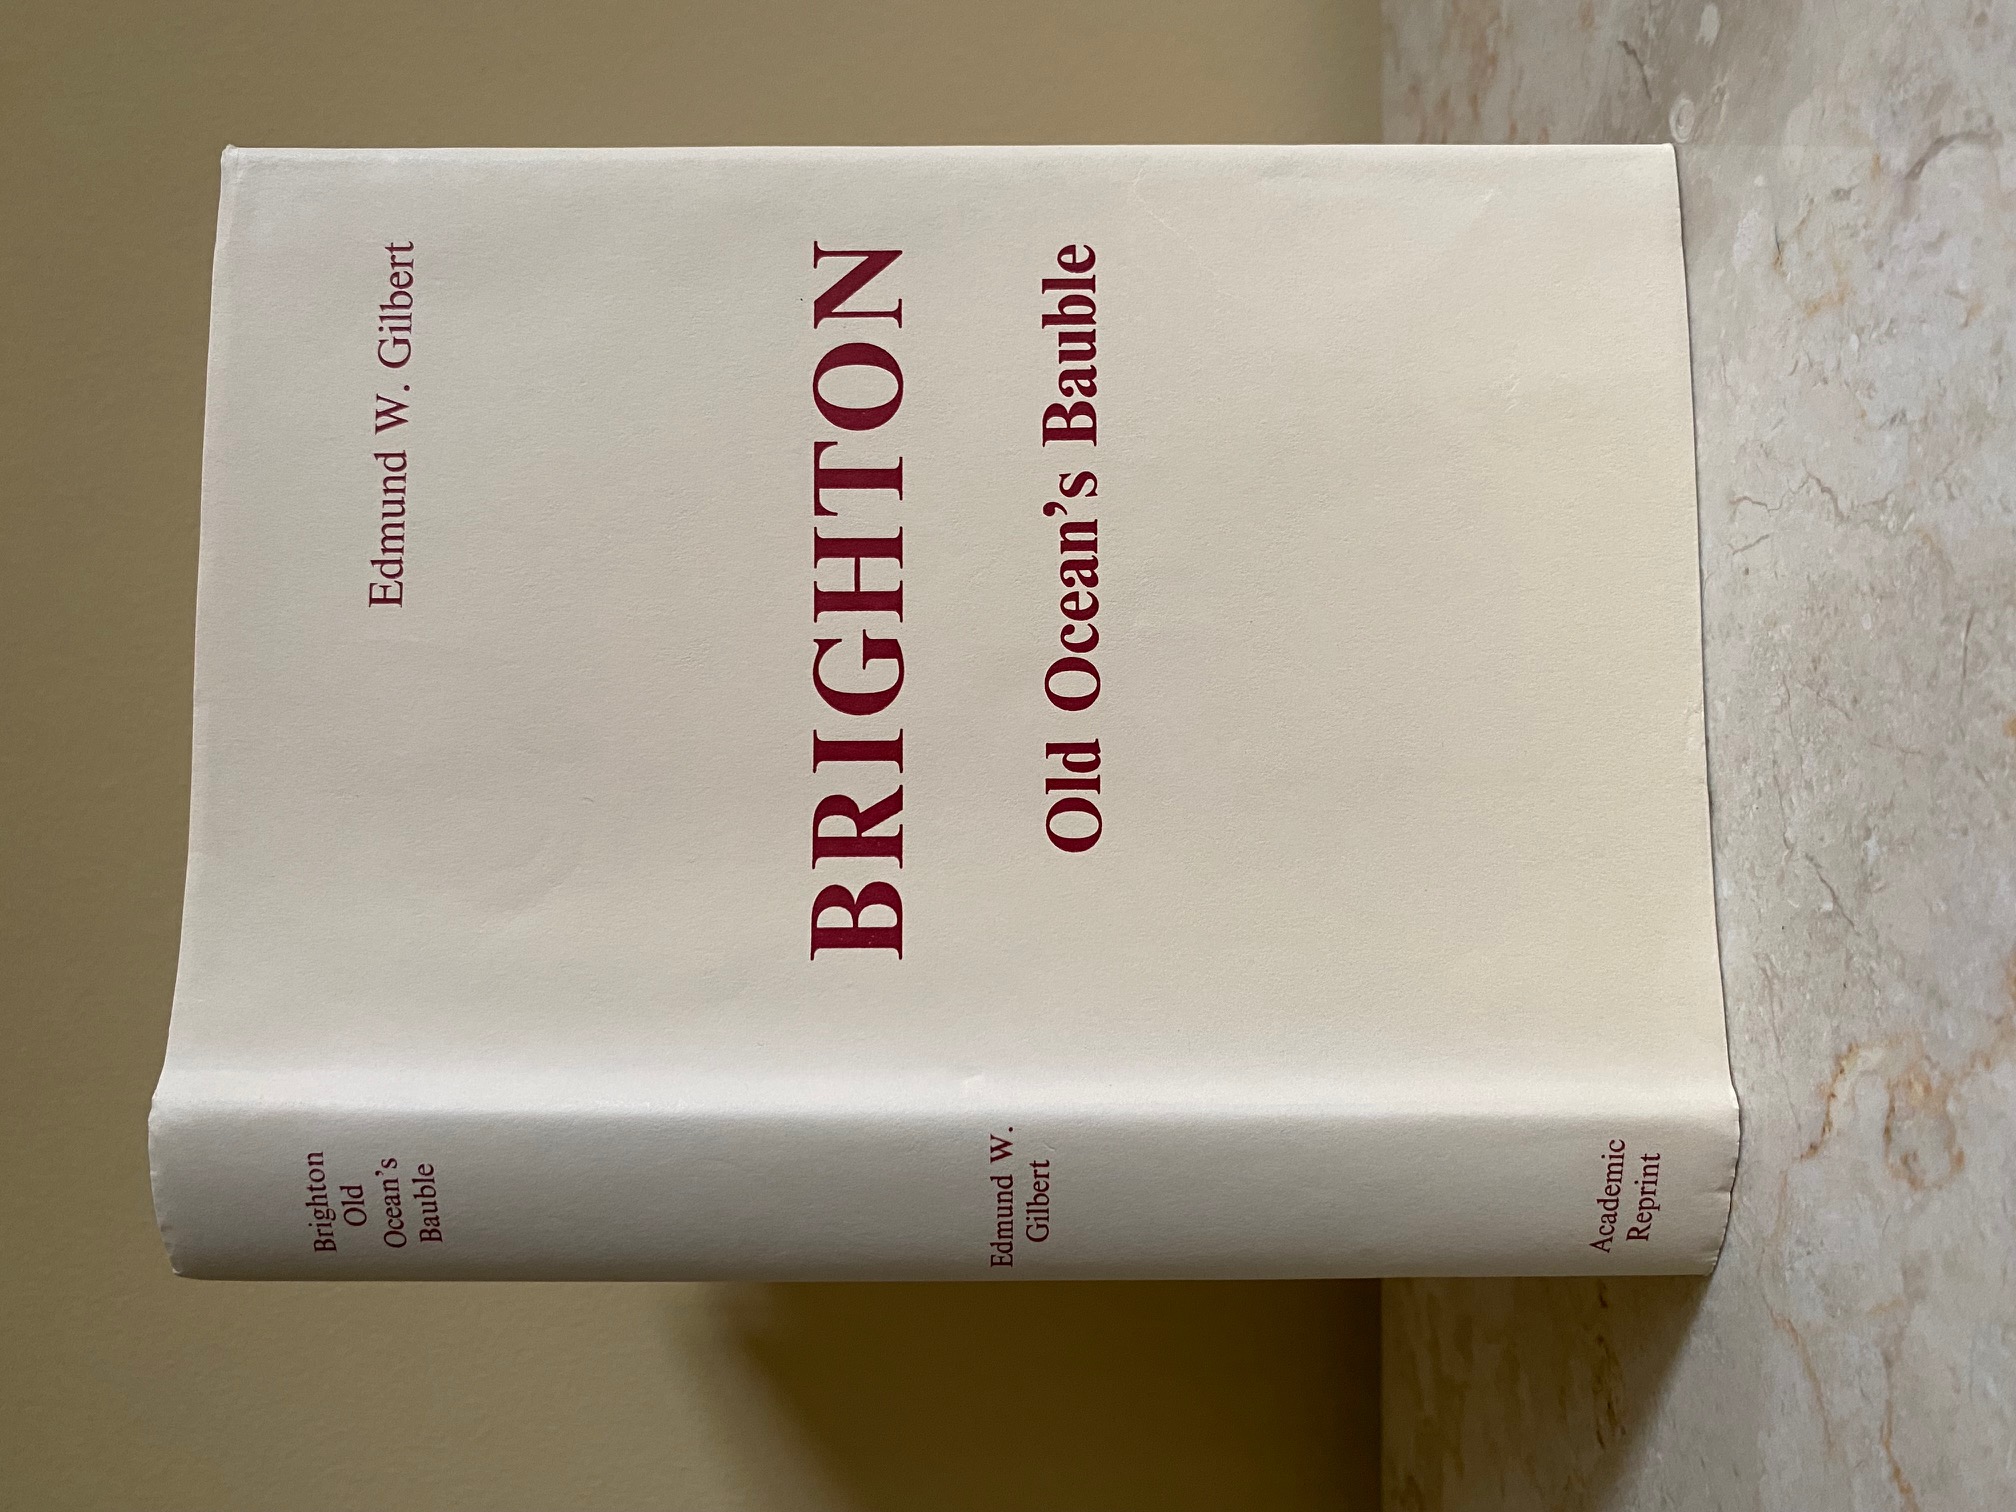 Edmund W. Gilbert
BRIGHTON
Old Ocean's Bauble
Brighton
Old
Ocean's
Bauble
Edmund W.
Gilbert
Academic
Reprint